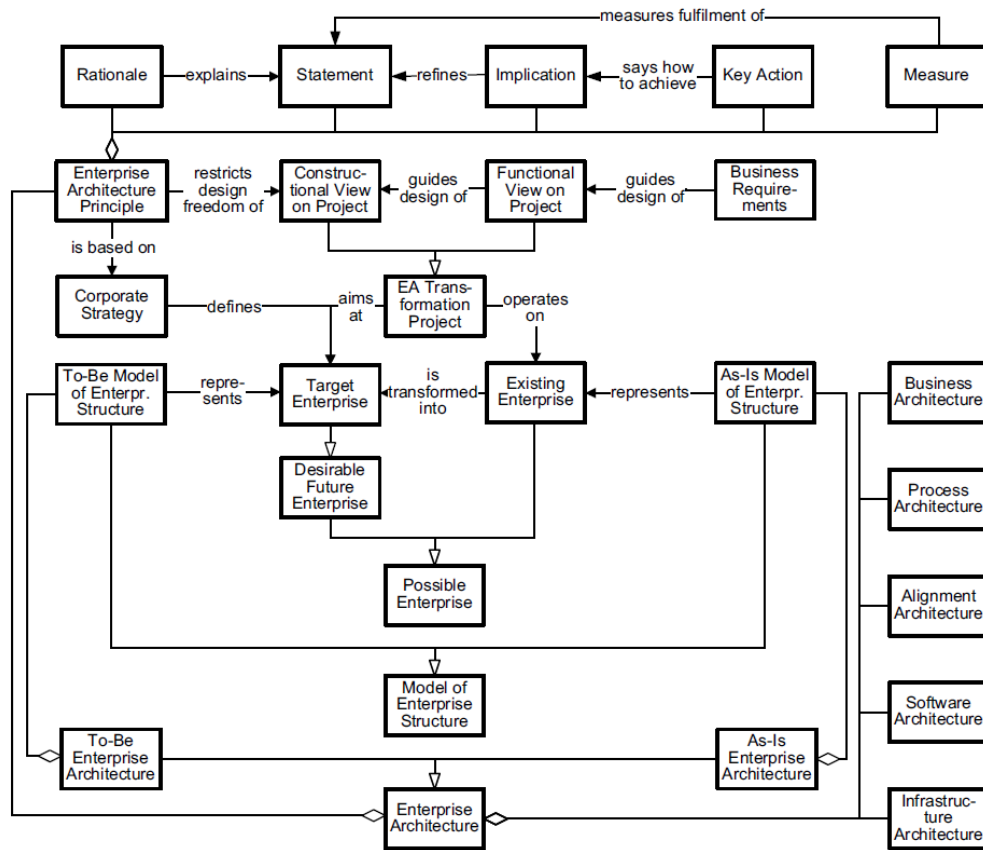 measures fulfilment of
Rationale
explains
Statement
refines
Implication
says how
to achieve
Key Action
Measure
Enterprise
Architecture
Principle
restricts
design
freedom of
Construc-
tional View
on Project
guides
design of
Functional
View on
Project
guides
design of
Business
Require-
ments
is based on
Corporate
Strategy
defines
aims
at
EA Trans-
formation
Project
operates
on
To-Be Model
of Enterpr.
Structure
repre-
sents
Target
Enterprise
is
transformed
into
Existing
Enterprise
represents
As-Is Model
of Enterpr.
Structure
Business
Architecture
Desirable
Future
Enterprise
Process
Architecture
Possible
Enterprise
Alignment
Architecture
Model of
Enterprise
Structure
Software
Architecture
To-Be
Enterprise
Architecture
As-Is
Enterprise
Architecture
Enterprise
Architecture
Infrastruc-
ture
Architecture